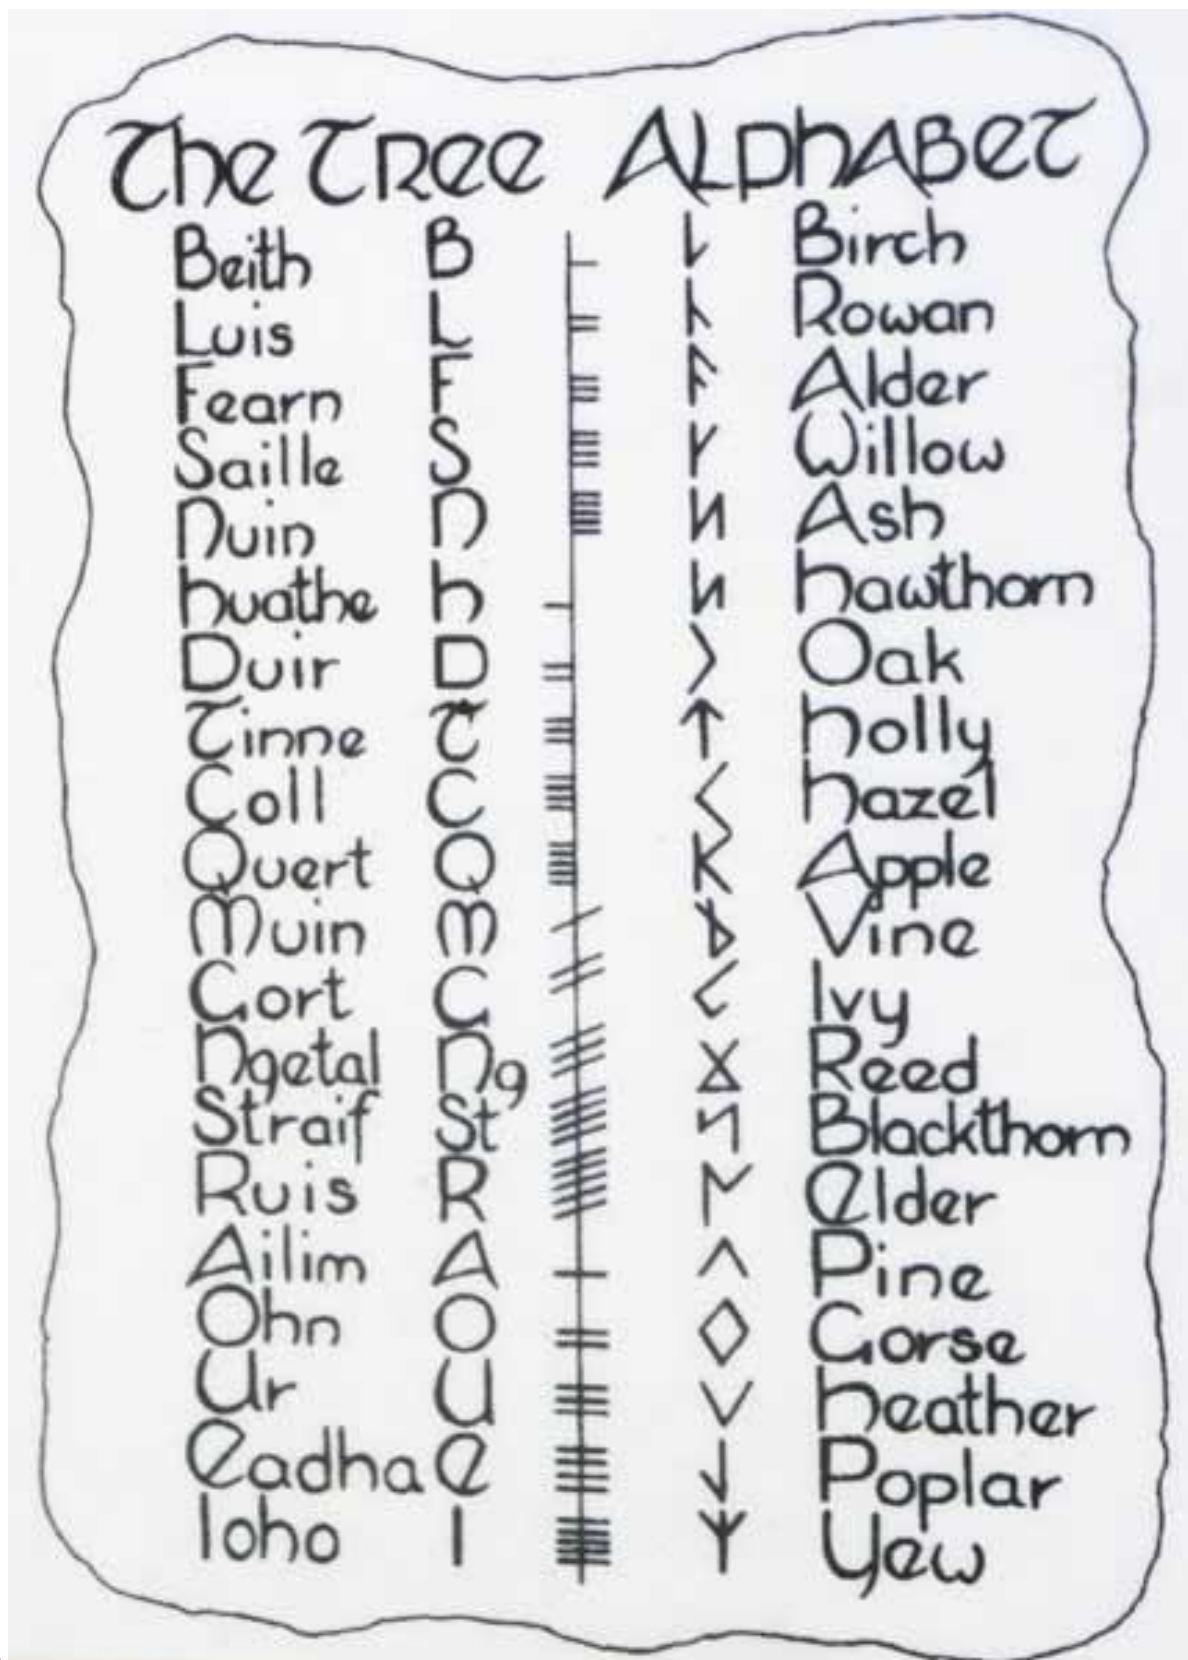 The Tree Alphabet
Beith B Birch
Luis L Rowan
Fearn F Alder
Saille S Willow
Nuin N Ash
huathe h hawthorn
Duir D Oak
Tinne T holly
Coll C hazel
Quert Q Apple
Muin M Vine
Gort G Ivy
Ngetal Ng Reed
Straif St Blackthorn
Ruis R Elder
Ailim A Pine
Ohn O Gorse
Ur U heather
Eadha E Poplar
Ioho I Yew